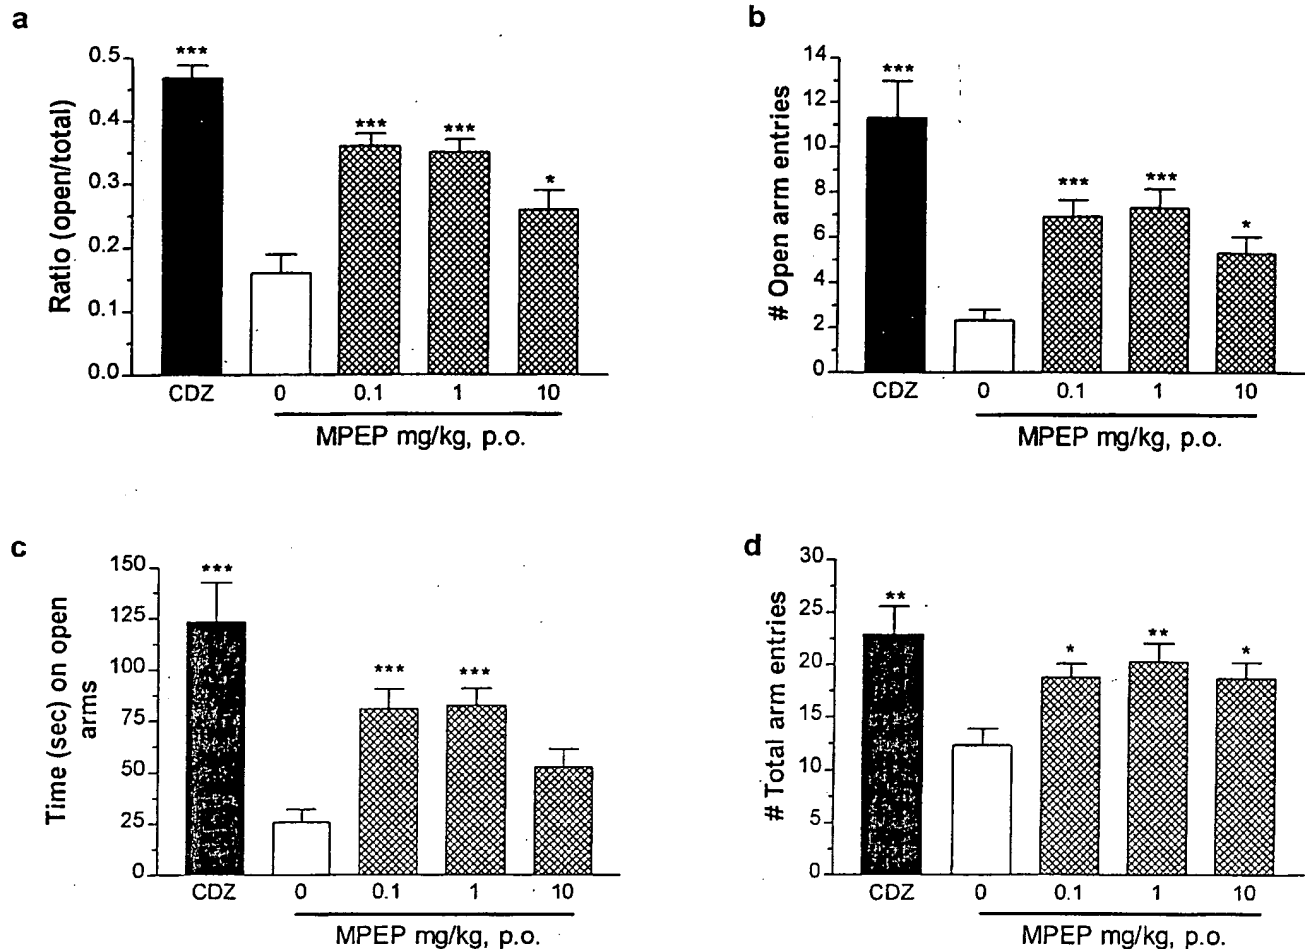 a
Ratio (open/total)
0.5
0.4
0.3
0.2
0.1
0.0
***
***
***
*
CDZ 0 0.1 1 10
MPEP mg/kg, p.o.
b
# Open arm entries
14
12
10
8
6
4
2
0
***
***
***
*
CDZ 0 0.1 1 10
MPEP mg/kg, p.o.
c
Time (sec) on open
arms
150
125
100
75
50
25
0
***
***
***
CDZ 0 0.1 1 10
MPEP mg/kg, p.o.
d
# Total arm entries
30
25
20
15
10
5
0
**
*
**
*
CDZ 0 0.1 1 10
MPEP mg/kg, p.o.